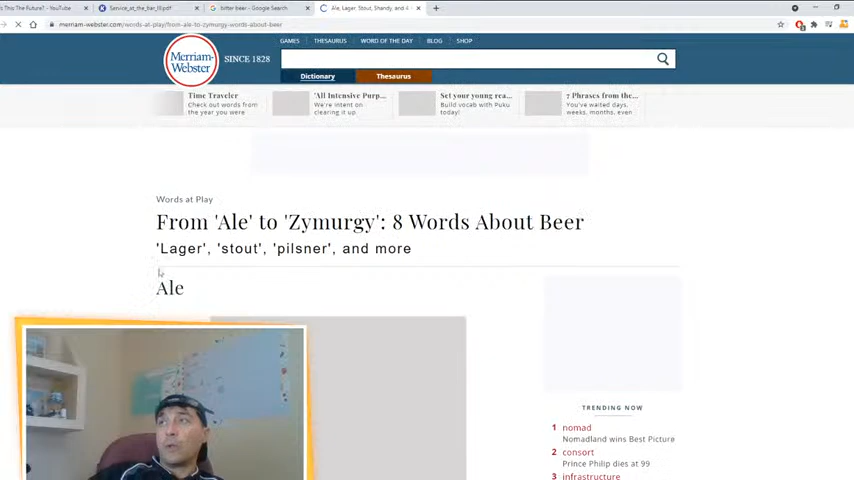 s This The Future? - YouTube
Service_at_the_bar_III.pdf
bitter beer - Google Search
Ale, Lager, Stout, Shandy, and 4
merriam-webster.com/words-at-play/from-ale-to-zymurgy-words-about-beer
GAMES THESAURUS WORD OF THE DAY BLOG SHOP
Merriam-
Webster
SINCE 1828
Dictionary Thesaurus
Time Traveler
Check out words from
the year you were
'All Intensive Purp...
We're intent on
clearing it up
Set your young rea...
Build vocab with Puku
today!
7 Phrases from the...
You've waited days,
weeks, months, even
Words at Play
From 'Ale' to 'Zymurgy': 8 Words About Beer
'Lager', 'stout', 'pilsner', and more
Ale
TRENDING NOW
1 nomad
Nomadland wins Best Picture
2 consort
Prince Philip dies at 99
3 infrastructure